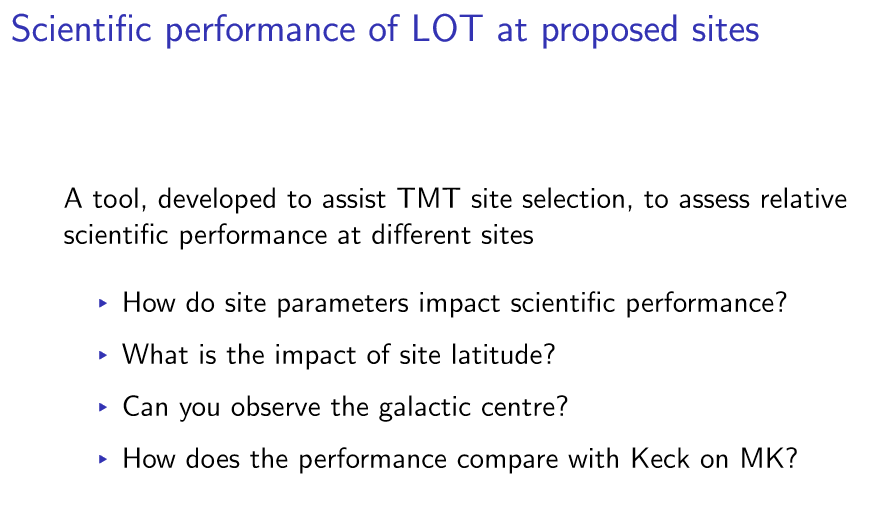 Scientific performance of LOT at proposed sites
A tool, developed to assist TMT site selection, to assess relative
scientific performance at different sites
▸ How do site parameters impact scientific performance?
▸ What is the impact of site latitude?
▸ Can you observe the galactic centre?
▸ How does the performance compare with Keck on MK?